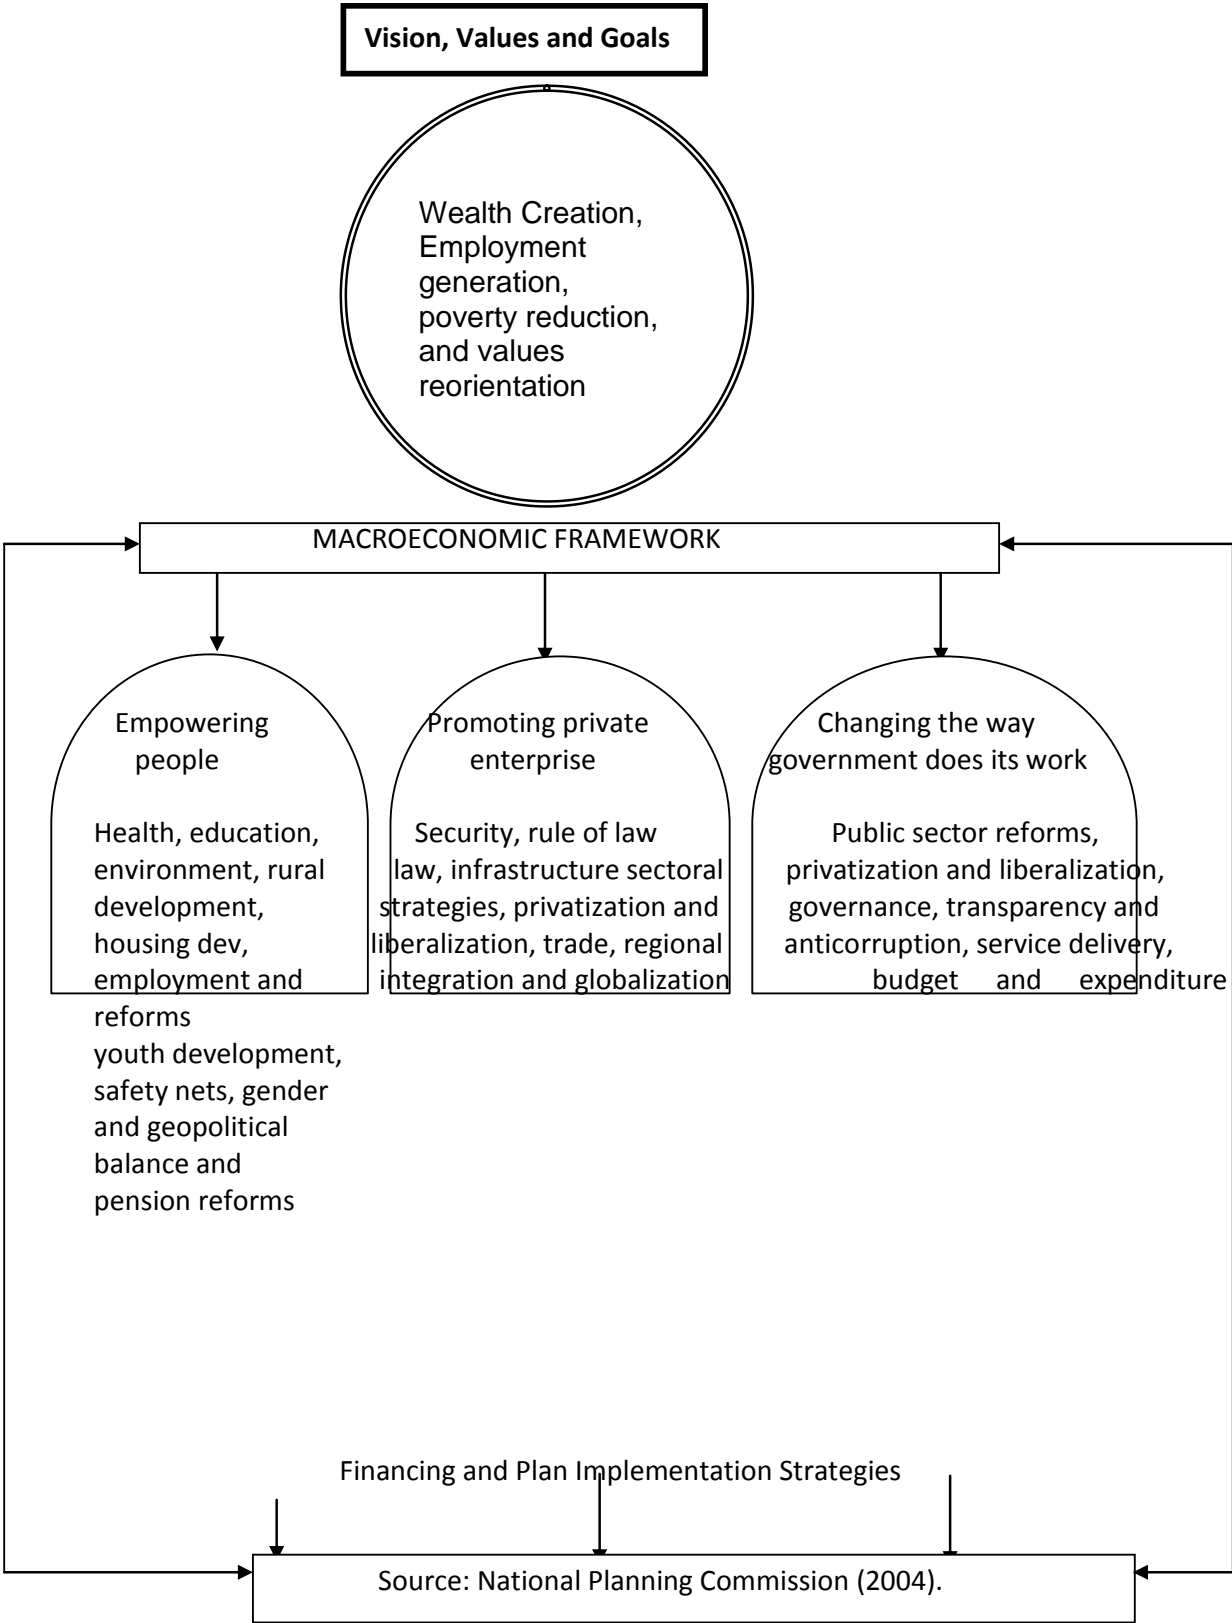 Vision, Values and Goals
Wealth Creation,
Employment
generation,
poverty reduction,
and values
reorientation
MACROECONOMIC FRAMEWORK
Empowering
people
Health, education,
environment, rural
development,
housing dev,
employment and
reforms
youth development,
safety nets, gender
and geopolitical
balance and
pension reforms
Promoting private
enterprise
Security, rule of law
law, infrastructure sectoral
strategies, privatization and
liberalization, trade, regional
integration and globalization
Changing the way
government does its work
Public sector reforms,
privatization and liberalization,
governance, transparency and
anticorruption, service delivery,
budget and expenditure
Financing and Plan Implementation Strategies
Source: National Planning Commission (2004).